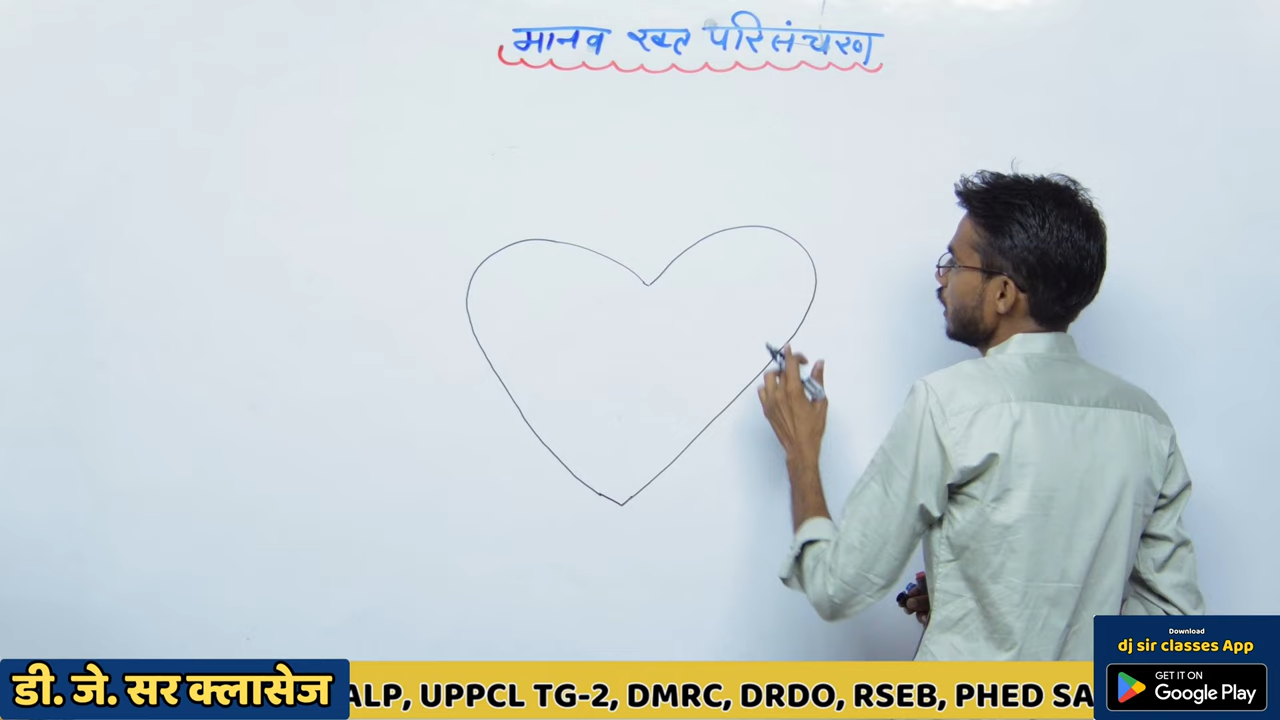 मानव रक्त परिसंचरण
डी. जे. सर क्लासेज
ALP, UPPCL TG-2, DMRC, DRDO, RSEB, PHED SA
Download
dj sir classes App
GET IT ON
Google Play